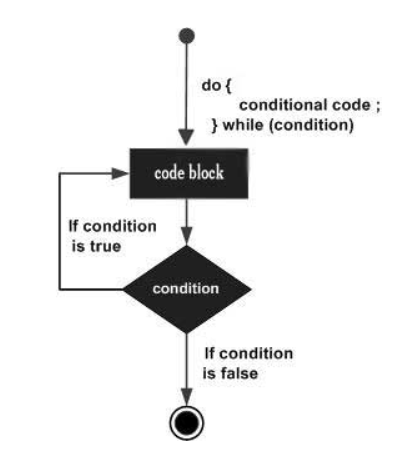 do {
conditional code ;
} while (condition)
code block
If condition
is true
condition
If condition
is false